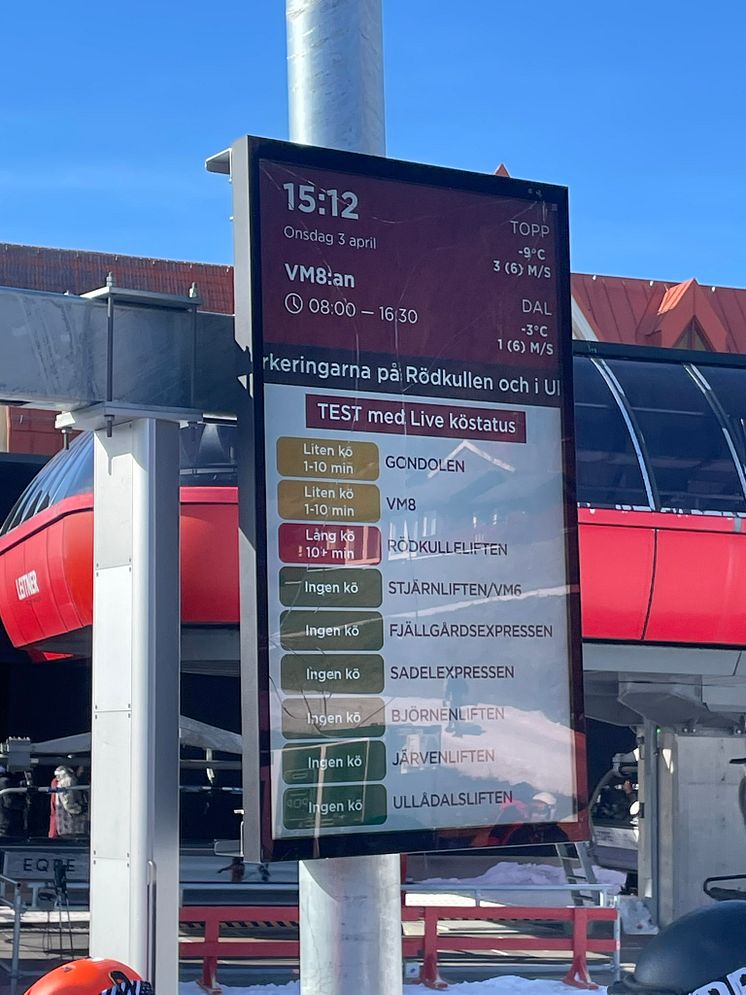 15:12
Onsdag 3 april
TOPP
-9°C
3 (6) M/S
VM8:an
08:00 — 16:30
DAL
-3°C
1 (6) M/S
rkeringarna på Rödkullen och i Ul
TEST med Live köstatus
Liten kö
1-10 min
GONDOLEN
Liten kö
1-10 min
VM8
Lång kö
10+ min
RÖDKULLELIFTEN
Ingen kö STJÄRNLIFTEN/VM6
Ingen kö FJÄLLGÅRDSEXPRESSEN
Ingen kö SADELEXPRESSEN
Ingen kö BJÖRNENLIFTEN
Ingen kö JÄRVENLIFTEN
Ingen kö ULLÅDALSLIFTEN
LEITNER